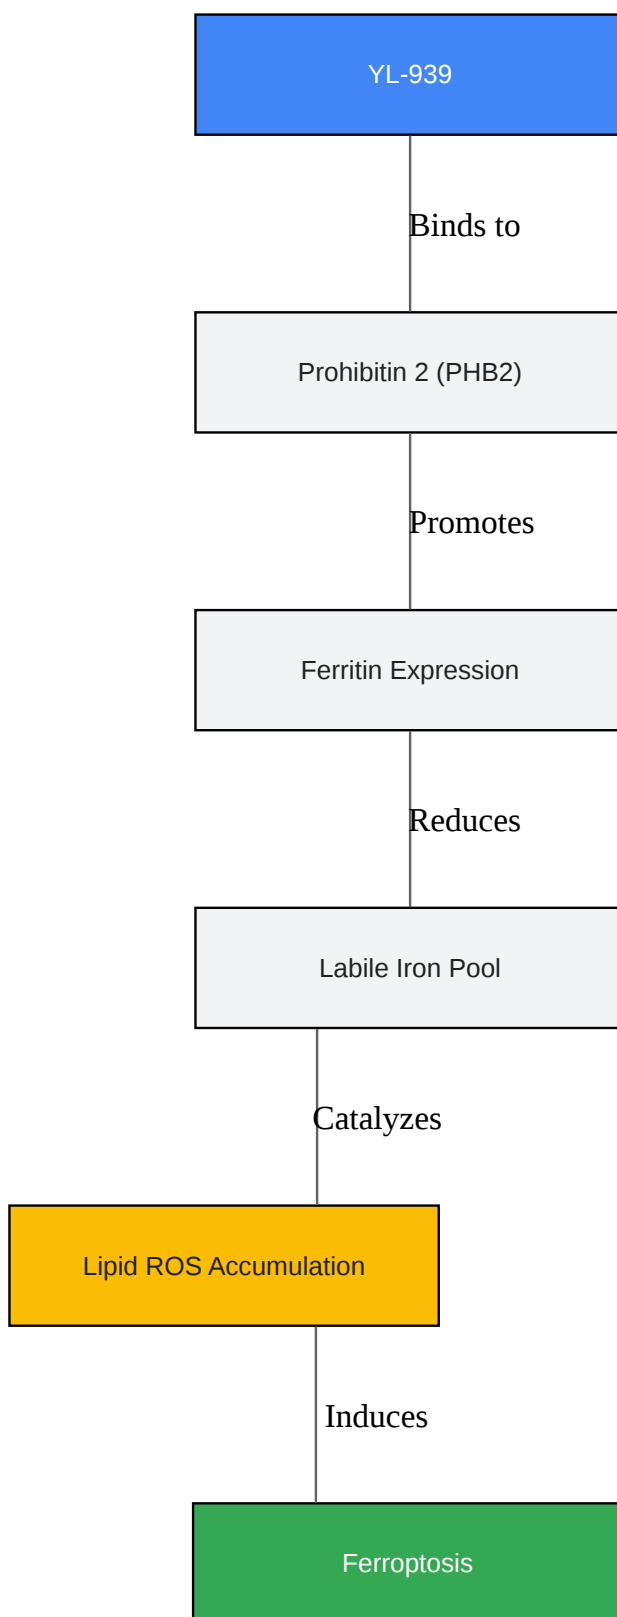 YL-939
Binds to
Prohibitin 2 (PHB2)
Promotes
Ferritin Expression
Reduces
Labile Iron Pool
Catalyzes
Lipid ROS Accumulation
Induces
Ferroptosis